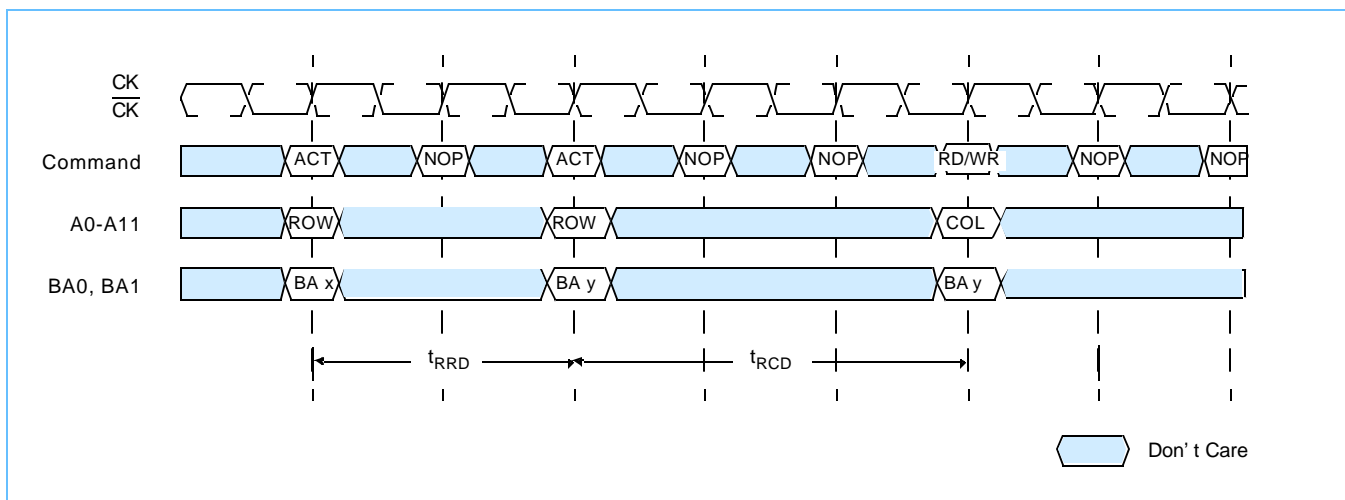 CK
CK
Command ACT NOP ACT NOP NOP RD/WR NOP NOP
A0-A11 ROW ROW COL
BA0, BA1 BA x BA y BA y
tRRD tRCD
Don' t Care